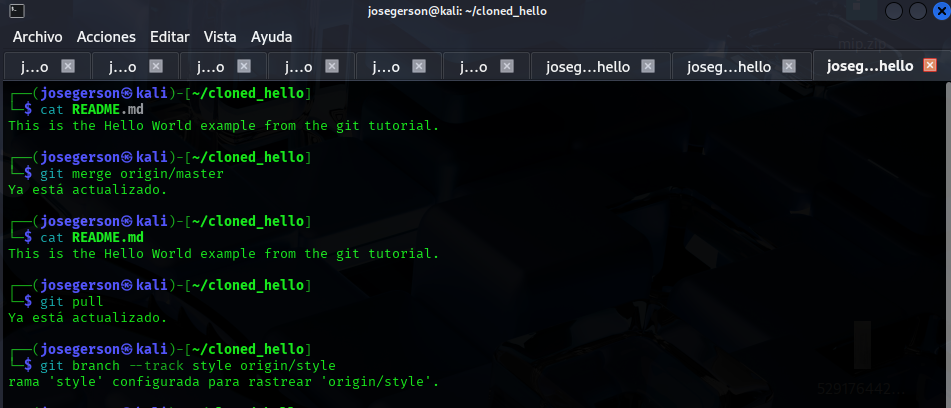 josegerson@kali: ~/cloned_hello
Archivo Acciones Editar Vista Ayuda
mip.zip
j...o j...o j...o j...o j...o j...o joseg...hello joseg...hello joseg...hello
┌──(josegerson㉿kali)-[~/cloned_hello]
└─$ cat README.md
This is the Hello World example from the git tutorial.
┌──(josegerson㉿kali)-[~/cloned_hello]
└─$ git merge origin/master
Ya está actualizado.
┌──(josegerson㉿kali)-[~/cloned_hello]
└─$ cat README.md
This is the Hello World example from the git tutorial.
┌──(josegerson㉿kali)-[~/cloned_hello]
└─$ git pull
Ya está actualizado.
┌──(josegerson㉿kali)-[~/cloned_hello]
└─$ git branch --track style origin/style
rama 'style' configurada para rastrear 'origin/style'.
529176442...